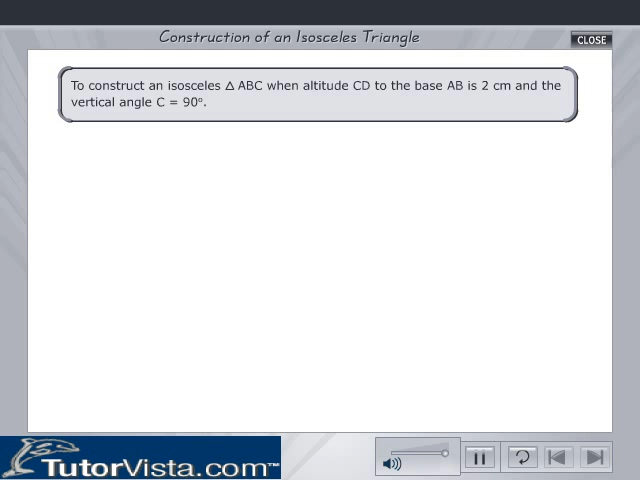 Construction of an Isosceles Triangle
CLOSE
To construct an isosceles △ ABC when altitude CD to the base AB is 2 cm and the
vertical angle C = 90°.
TutorVista.com™